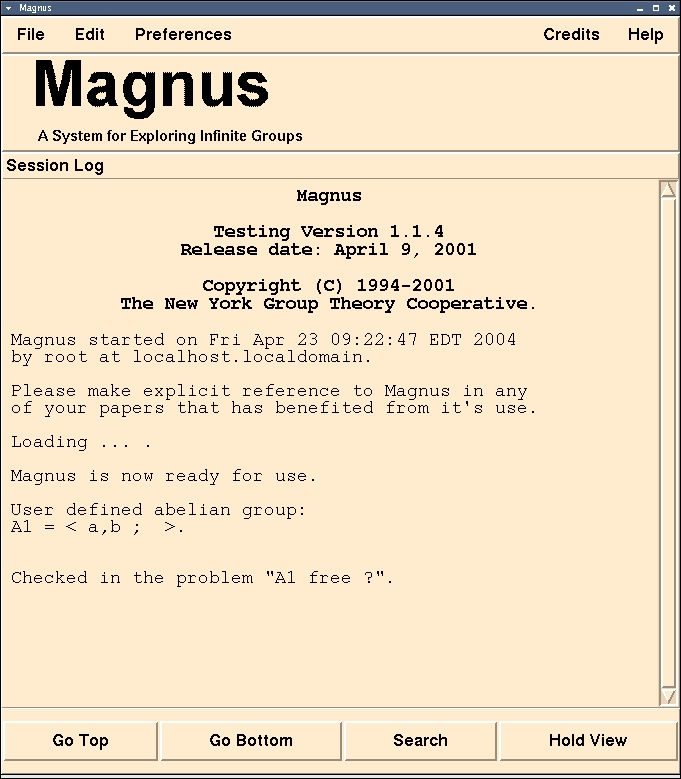 Magnus
File Edit Preferences Credits Help
Magnus
A System for Exploring Infinite Groups
Session Log
Magnus
Testing Version 1.1.4
Release date: April 9, 2001
Copyright (C) 1994-2001
The New York Group Theory Cooperative.
Magnus started on Fri Apr 23 09:22:47 EDT 2004
by root at localhost.localdomain.
Please make explicit reference to Magnus in any
of your papers that has benefited from it's use.
Loading ... .
Magnus is now ready for use.
User defined abelian group:
A1 = < a,b ;  >.
Checked in the problem "A1 free ?".
Go Top Go Bottom Search Hold View